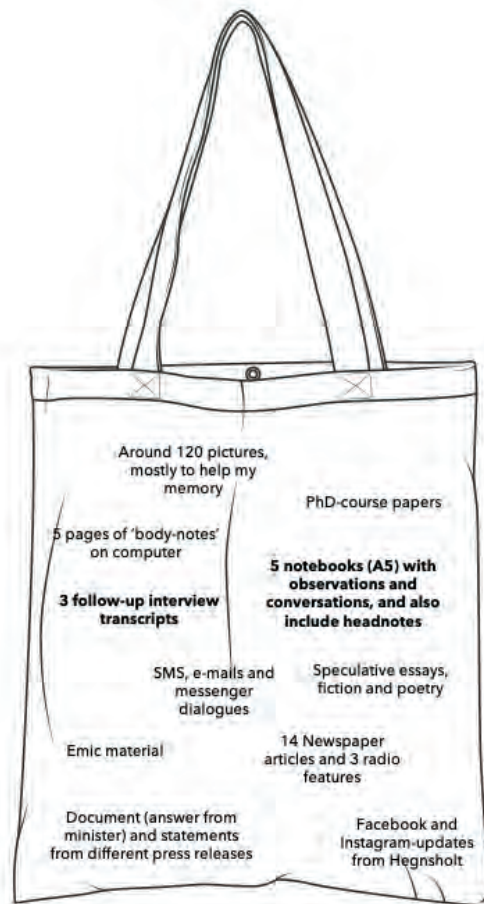 Around 120 pictures,
mostly to help my
memory
PhD-course papers
5 pages of 'body-notes'
on computer
5 notebooks (A5) with
observations and
conversations, and also
include headnotes
3 follow-up interview
transcripts
SMS, e-mails and
messenger
dialogues
Speculative essays,
fiction and poetry
Emic material
14 Newspaper
articles and 3 radio
features
Document (answer from
minister) and statements
from different press releases
Facebook and
Instagram-updates
from Hegnsholt